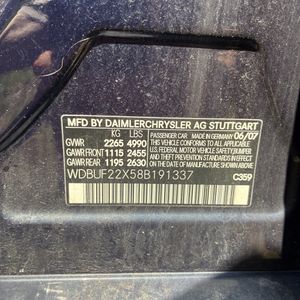 MFD BY DAIMLERCHRYSLER AG STUTTGART
KG LBS PASSENGER CAR MADE IN GERMANY 06/07
GVWR 2265 4990 THIS VEHICLE CONFORMS TO ALL APPLICABLE
GAWR FRONT 1115 2455 U.S. FEDERAL MOTOR VEHICLE SAFETY, BUMPER,
GAWR REAR 1195 2630 AND THEFT PREVENTION STANDARDS IN EFFECT
ON THE DATE OF MANUFACTURE SHOWN ABOVE.
WDBUF22X58B191337 C359